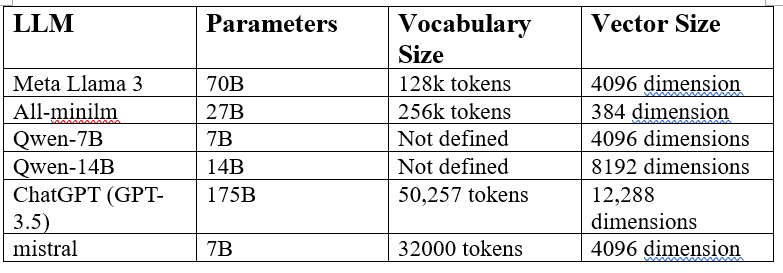 LLM Parameters Vocabulary Size Vector Size
Meta Llama 3 70B 128k tokens 4096 dimension
All-minilm 27B 256k tokens 384 dimension
Qwen-7B 7B Not defined 4096 dimensions
Qwen-14B 14B Not defined 8192 dimensions
ChatGPT (GPT-3.5) 175B 50,257 tokens 12,288 dimensions
mistral 7B 32000 tokens 4096 dimension